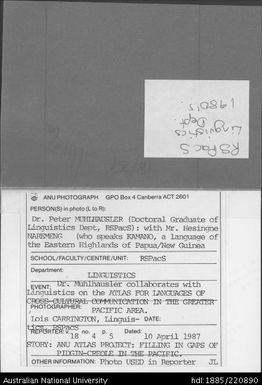 RSPacS
Linguistics
Dept.
1980's.
ANU PHOTOGRAPH GPO Box 4 Canberra ACT 2601
PERSON(S) in photo (L to R):
Dr. Peter MUHLHAUSLER (Doctoral Graduate of
Linguistics Dept, RSPacS): with Mr. Hesingne
NAREMENG (who speaks KAMANO, a language of
the Eastern Highlands of Papua/New Guinea
SCHOOL/FACULTY/CENTRE/UNIT: RSPacS
Department:
LINGUISTICS
EVENT: Dr. Muhlhausler collaborates with
Linguistics on the ATLAS FOR LANGUAGES OF
CROSS-CULTURAL COMMUNICATION IN THE GREATER
PHOTOGRAPHER: PACIFIC AREA.
Lois CARRINGTON, Linguis- DATE:
tics, RSPacS
REPORTER: v. no. p. Dated:
18 4 5 10 April 1987
STORY: ANU ATLAS PROJECT: FILLING IN GAPS OF
PIDGIN-CREOLE IN THE PACIFIC.
OTHER INFORMATION: Photo USED in Reporter JL
Australian National University
hdl:1885/220890